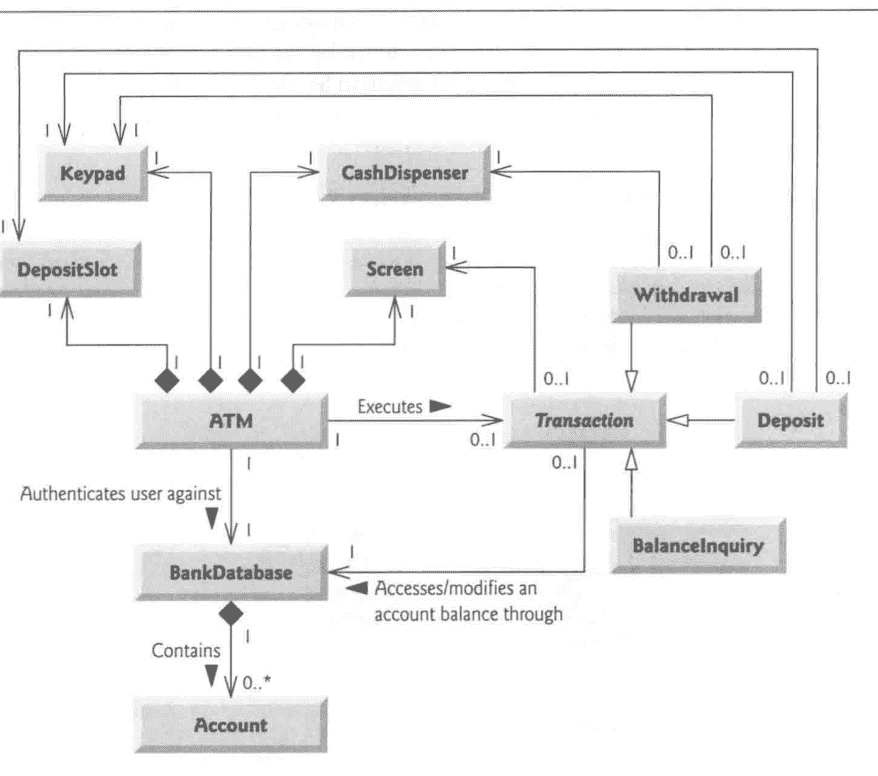 1
1
Keypad
1
1
CashDispenser
1
1
DepositSlot
1
Screen
1
0..1
0..1
Withdrawal
1
1
1
1
1
1
0..1
0..1
0..1
ATM
Executes ►
1
0..1
Transaction
Deposit
1
0..1
Authenticates user against
▼
1
1
BankDatabase
BalanceInquiry
◄ Accesses/modifies an
account balance through
1
Contains
▼
0..*
Account